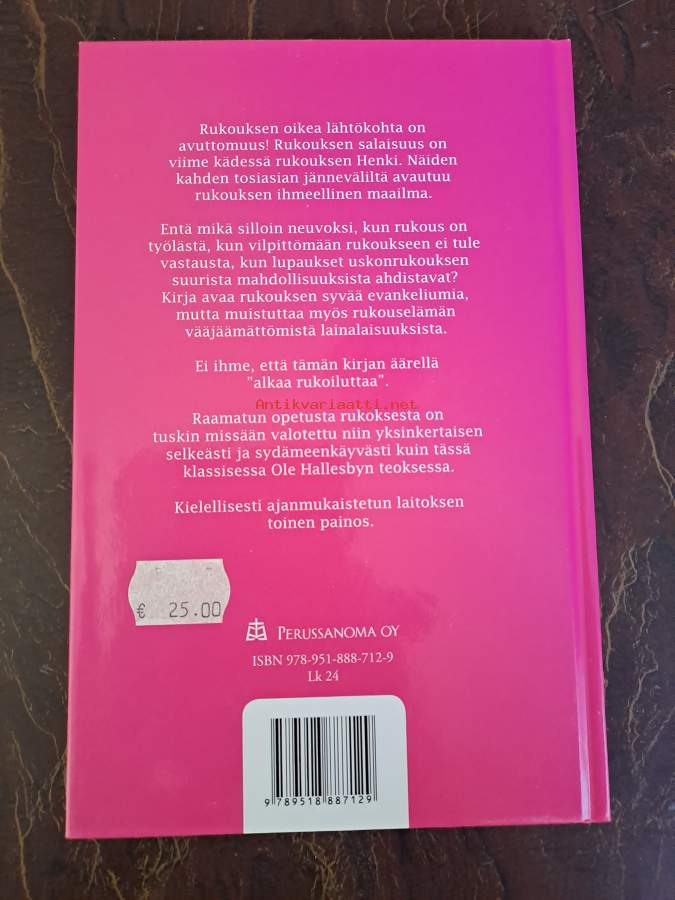 Rukouksen oikea lähtökohta on
avuttomuus! Rukouksen salaisuus on
viime kädessä rukouksen Henki. Näiden
kahden tosiasian jänneväliltä avautuu
rukouksen ihmeellinen maailma.
Entä mikä silloin neuvoksi, kun rukous on
työlästä, kun vilpittömään rukoukseen ei tule
vastausta, kun lupaukset uskonrukouksen
suurista mahdollisuuksista ahdistavat?
Kirja avaa rukouksen syvää evankeliumia,
mutta muistuttaa myös rukouselämän
vääjäämättömistä lainalaisuuksista.
Ei ihme, että tämän kirjan äärellä
"alkaa rukoiluttaa".
Antikvariaatti.net
Raamatun opetusta rukoksesta on
tuskin missään valotettu niin yksinkertaisen
selkeästi ja sydämeenkäyvästi kuin tässä
klassisessa Ole Hallesbyn teoksessa.
Kielellisesti ajanmukaistetun laitoksen
toinen painos.
€ 25.00
PERUSSANOMA OY
ISBN 978-951-888-712-9
Lk 24
9 789518 887129